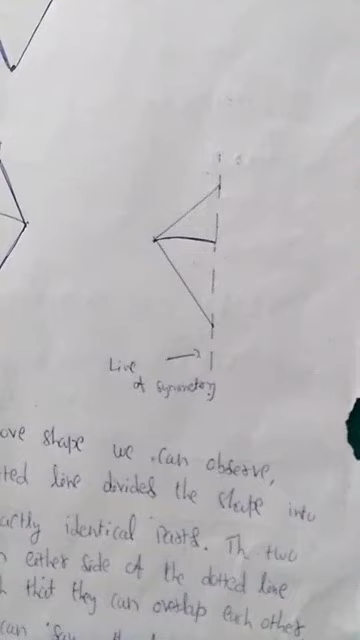 Line
of Symmetry
ove shape we can observe,
ted line divides the shape into
actly identical Parts. The two
n either side of the dotted line
that they can overlap each other
can